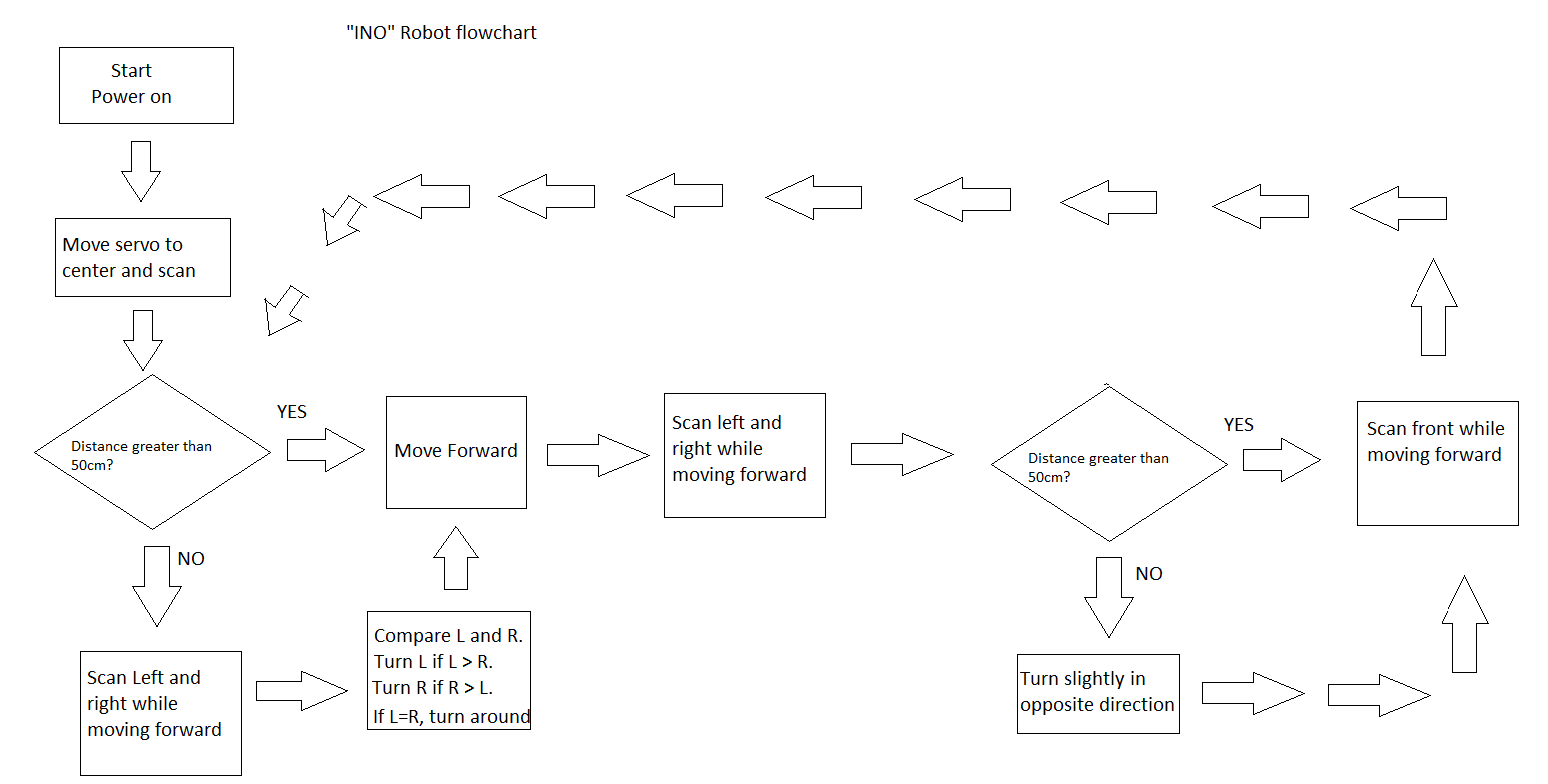 "INO" Robot flowchart
Start
Power on
Move servo to
center and scan
Distance greater than
50cm?
YES
NO
Move Forward
Scan left and
right while
moving forward
Distance greater than
50cm?
YES
NO
Scan front while
moving forward
Scan Left and
right while
moving forward
Compare L and R.
Turn L if L > R.
Turn R if R > L.
If L=R, turn around
Turn slightly in
opposite direction